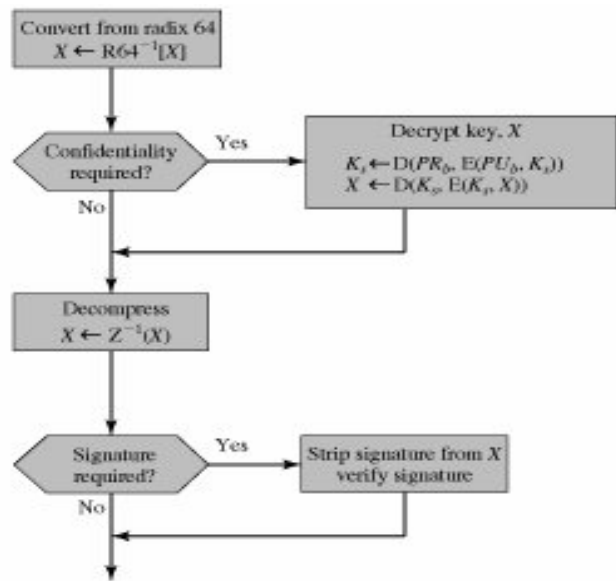 Convert from radix 64
X ← R64⁻¹[X]
Confidentiality
required?
Yes
No
Decrypt key, X
Kₛ ← D(PR_b, E(PU_b, Kₛ))
X ← D(Kₛ, E(Kₛ, X))
Decompress
X ← Z⁻¹(X)
Signature
required?
Yes
No
Strip signature from X
verify signature